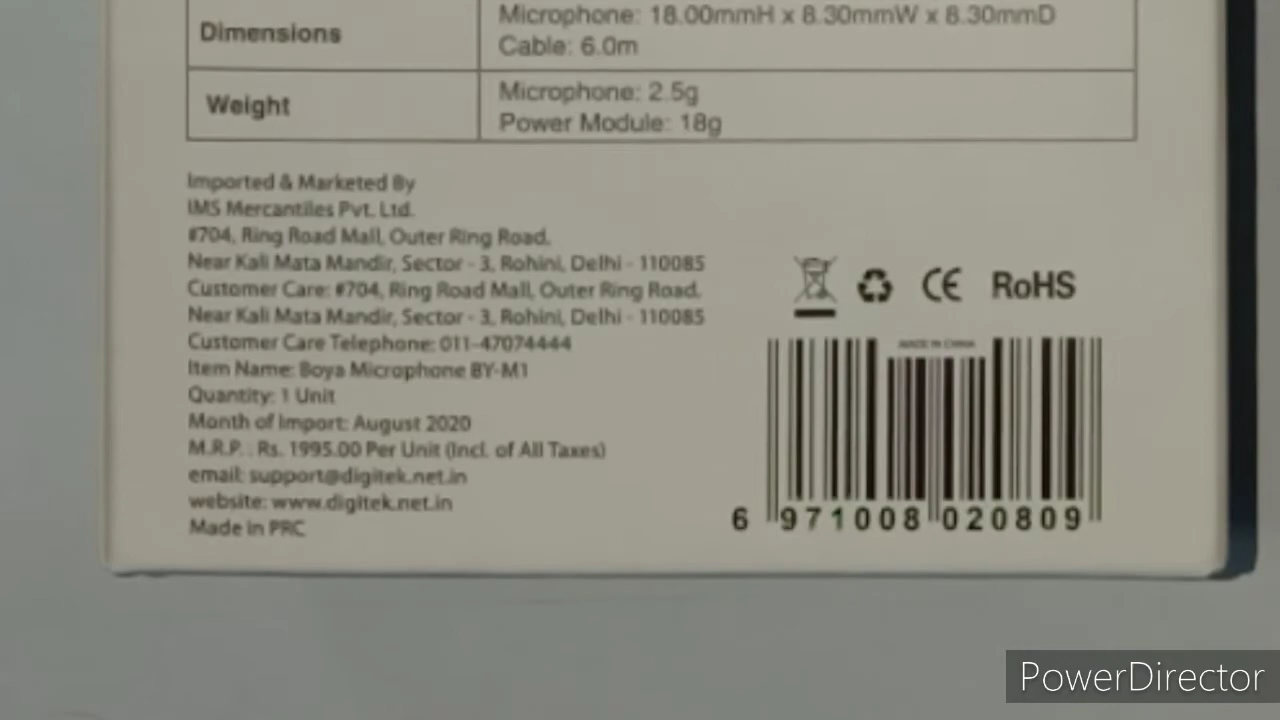 Dimensions
Microphone: 18.00mmH x 8.30mmW x 8.30mmD
Cable: 6.0m
Weight
Microphone: 2.5g
Power Module: 18g
Imported & Marketed By
IMS Mercantiles Pvt. Ltd.
#704, Ring Road Mall, Outer Ring Road,
Near Kali Mata Mandir, Sector - 3, Rohini, Delhi - 110085
Customer Care: #704, Ring Road Mall, Outer Ring Road,
Near Kali Mata Mandir, Sector - 3, Rohini, Delhi - 110085
Customer Care Telephone: 011-47074444
Item Name: Boya Microphone BY-M1
Quantity: 1 Unit
Month of Import: August 2020
M.R.P. : Rs. 1995.00 Per Unit (Incl. of All Taxes)
email: support@digitek.net.in
website: www.digitek.net.in
Made in PRC
CE RoHS
MADE IN CHINA
6 971008 020809
PowerDirector